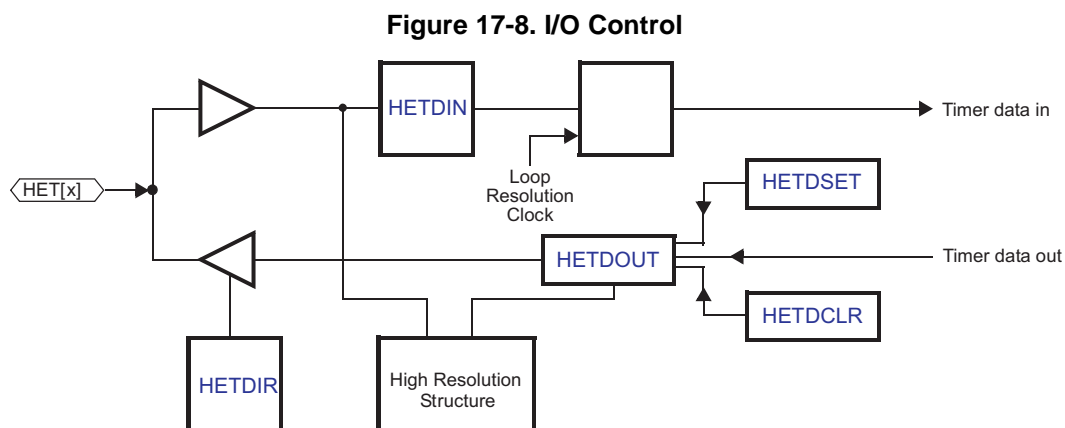 Figure 17-8. I/O Control
HETDIN
Timer data in
HET[x]
Loop
Resolution
Clock
HETDSET
HETDOUT
Timer data out
HETDCLR
HETDIR
High Resolution
Structure